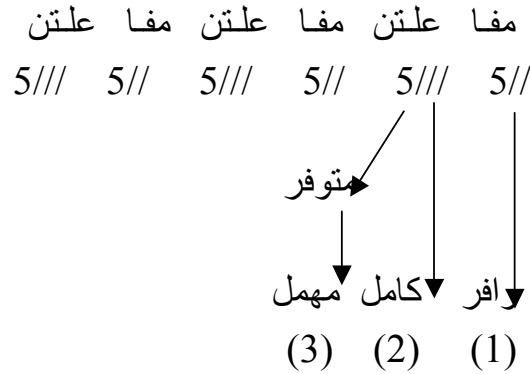 مفا علتن مفا علتن مفا علتن
5// 5/// 5// 5/// 5// 5///
متوفر
وافر كامل مهمل
(1) (2) (3)